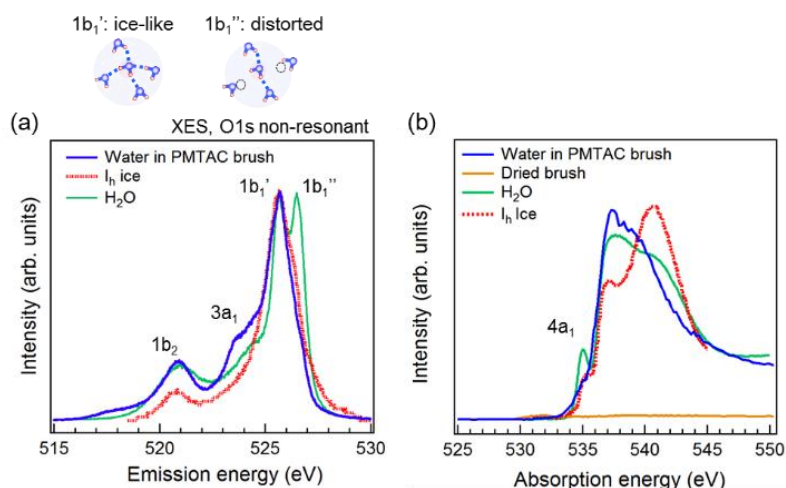 1b₁': ice-like
1b₁'': distorted
(a)
XES, O1s non-resonant
Water in PMTAC brush
Iₕ ice
H₂O
1b₁'
1b₁''
3a₁
1b₂
Intensity (arb. units)
515
520
525
530
Emission energy (eV)
(b)
Water in PMTAC brush
Dried brush
H₂O
Iₕ Ice
4a₁
Intensity (arb. units)
525
530
535
540
545
550
Absorption energy (eV)